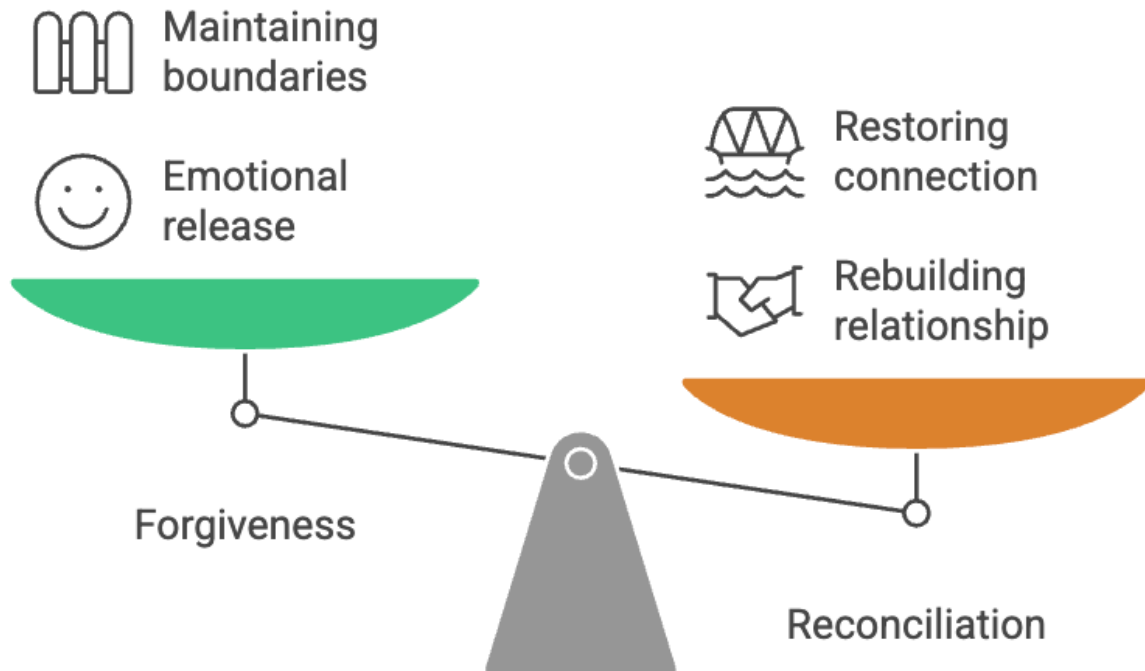 Maintaining
boundaries
Emotional
release
Restoring
connection
Rebuilding
relationship
Forgiveness
Reconciliation